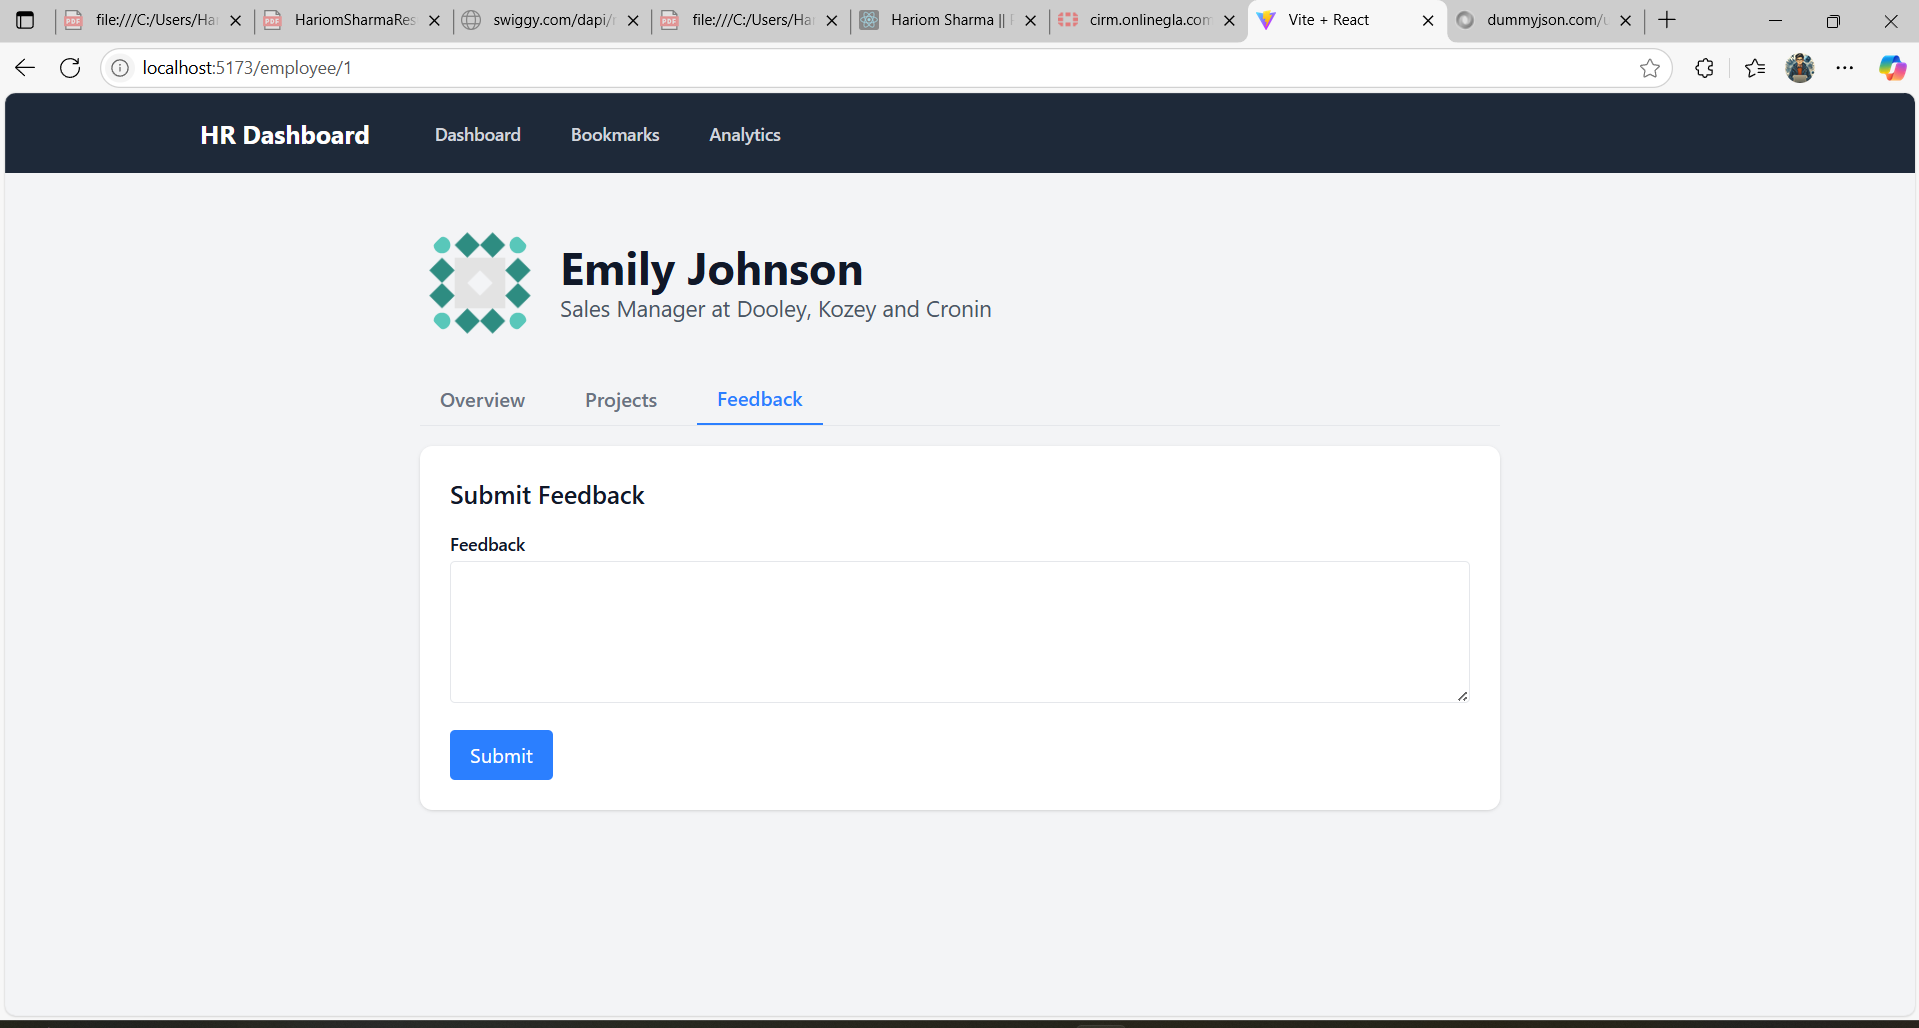 file:///C:/Users/Ha
HariomSharmaRes
swiggy.com/dapi/
file:///C:/Users/Ha
Hariom Sharma ||
cirm.onlinegla.com
Vite + React
dummyjson.com/
localhost:5173/employee/1
HR Dashboard
Dashboard
Bookmarks
Analytics
Emily Johnson
Sales Manager at Dooley, Kozey and Cronin
Overview
Projects
Feedback
Submit Feedback
Feedback
Submit